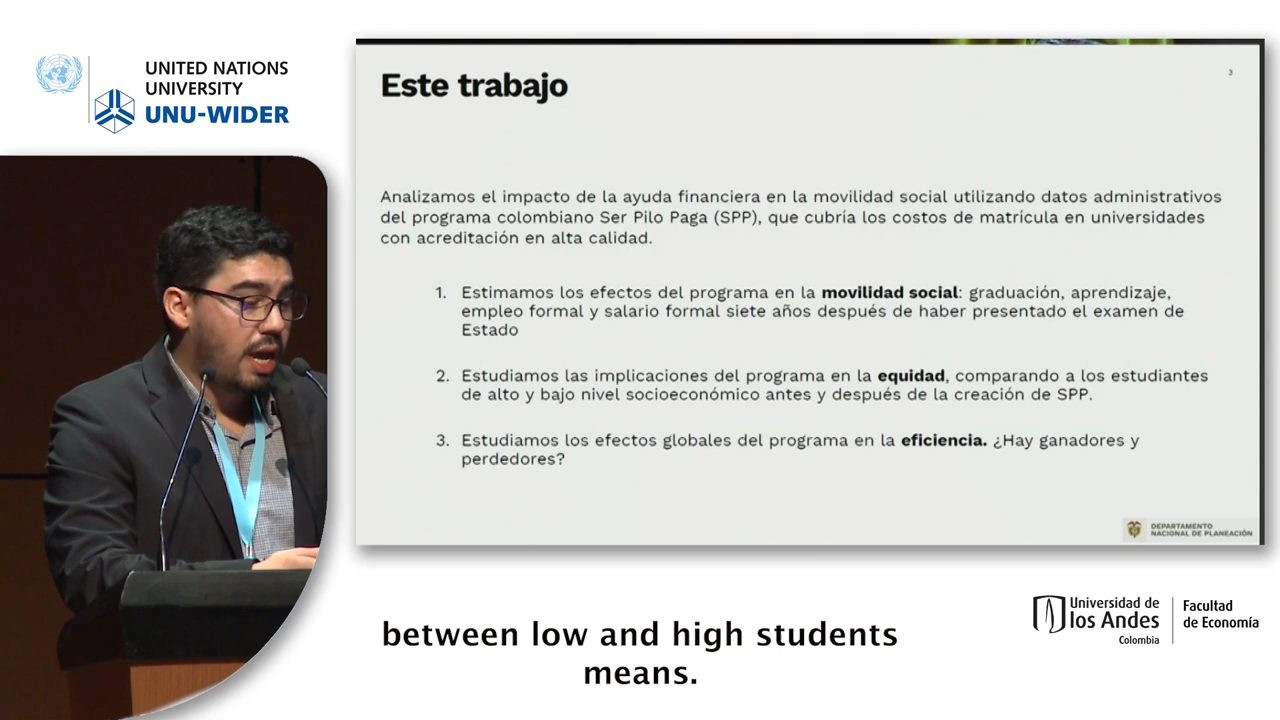 UNITED NATIONS
UNIVERSITY
UNU-WIDER
Este trabajo
3
Analizamos el impacto de la ayuda financiera en la movilidad social utilizando datos administrativos
del programa colombiano Ser Pilo Paga (SPP), que cubría los costos de matrícula en universidades
con acreditación en alta calidad.
1. Estimamos los efectos del programa en la movilidad social: graduación, aprendizaje,
empleo formal y salario formal siete años después de haber presentado el examen de
Estado
2. Estudiamos las implicaciones del programa en la equidad, comparando a los estudiantes
de alto y bajo nivel socioeconómico antes y después de la creación de SPP.
3. Estudiamos los efectos globales del programa en la eficiencia. ¿Hay ganadores y
perdedores?
DEPARTAMENTO
NACIONAL DE PLANEACIÓN
Universidad de
los Andes
Colombia
Facultad
de Economía
between low and high students
means.